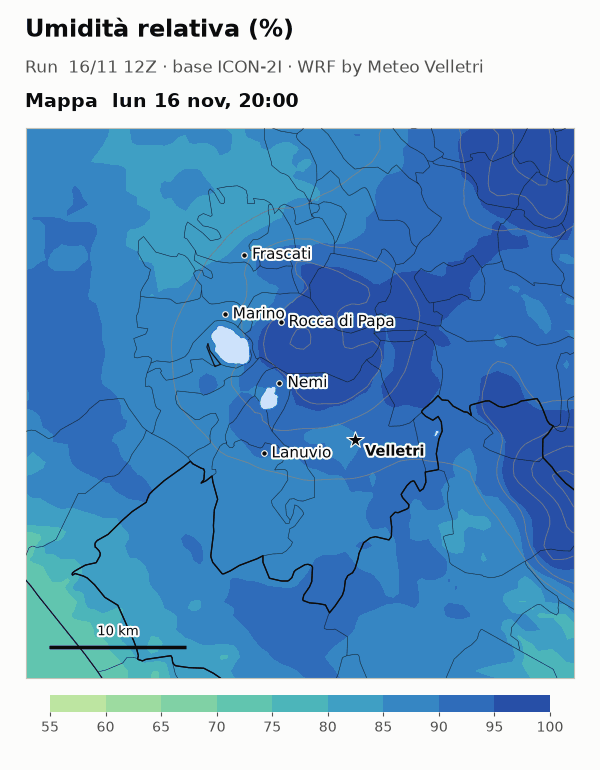 Umidità relativa (%)
Run  16/11 12Z · base ICON-2I · WRF by Meteo Velletri
Mappa  lun 16 nov, 20:00
Frascati
Marino
Rocca di Papa
Nemi
Velletri
Lanuvio
10 km
55 60 65 70 75 80 85 90 95 100